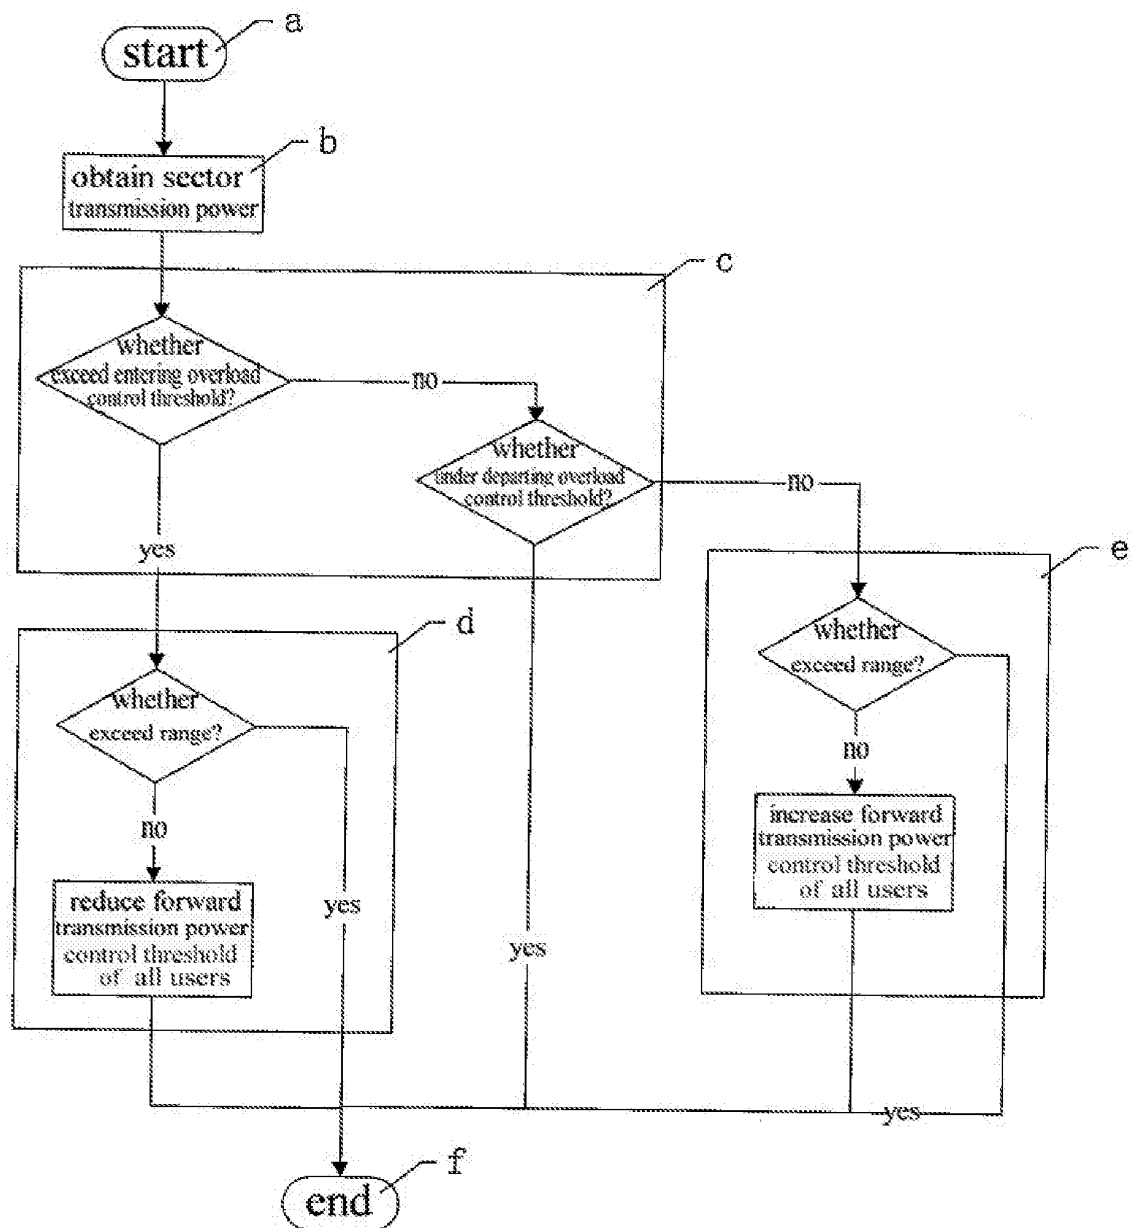 start
a
b
obtain sector
transmission power
c
whether
exceed entering overload
control threshold?
no
whether
under departing overload
control threshold?
no
yes
e
d
whether
exceed range?
whether
exceed range?
no
no
increase forward
transmission power
control threshold
of all users
reduce forward
transmission power
control threshold
of all users
yes
yes
yes
f
end